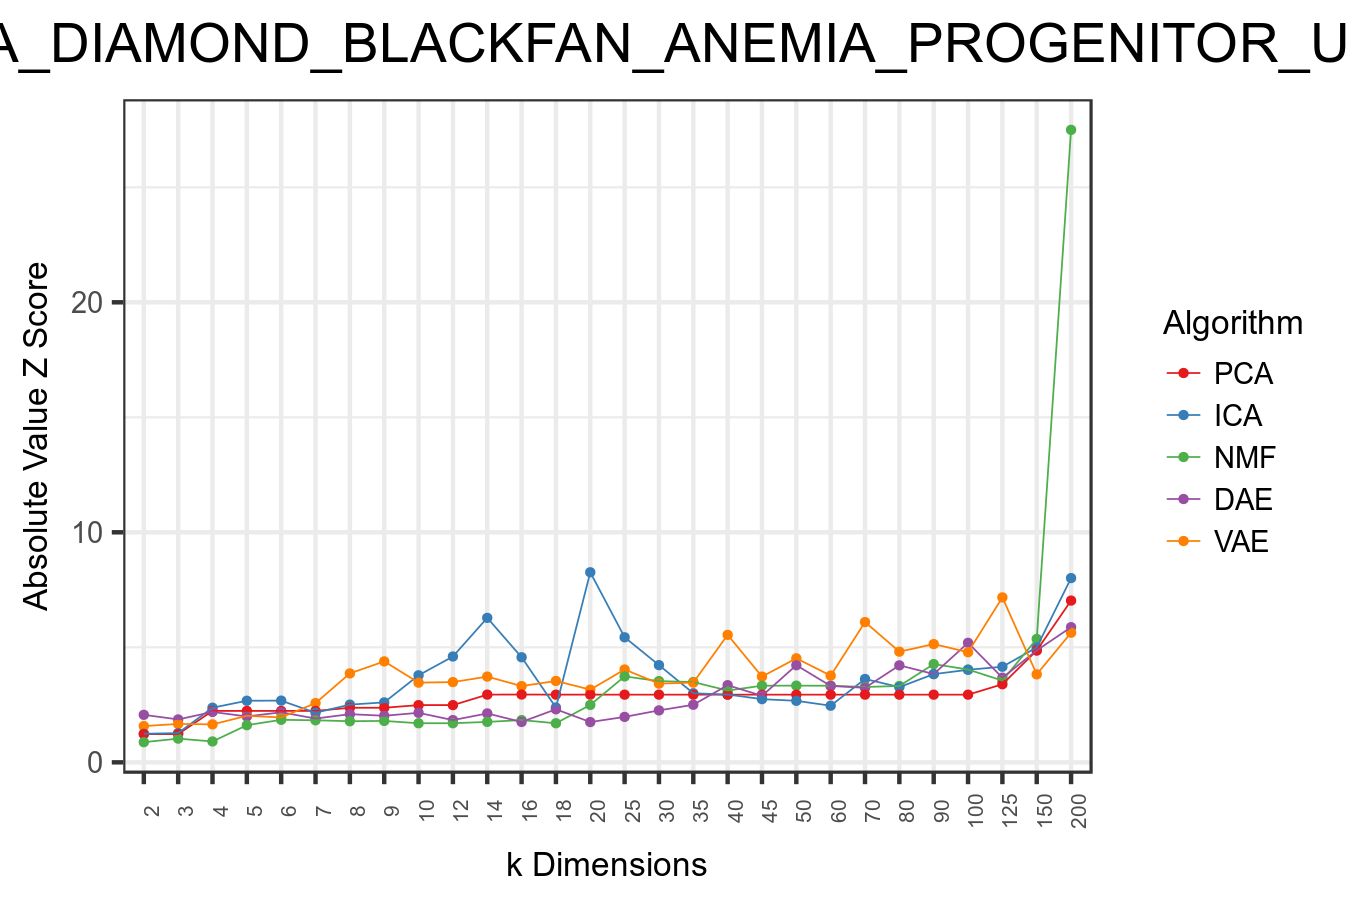 A_DIAMOND_BLACKFAN_ANEMIA_PROGENITOR_U
Absolute Value Z Score
20
10
0
2 3 4 5 6 7 8 9 10 12 14 16 18 20 25 30 35 40 45 50 60 70 80 90 100 125 150 200
k Dimensions
Algorithm
PCA
ICA
NMF
DAE
VAE